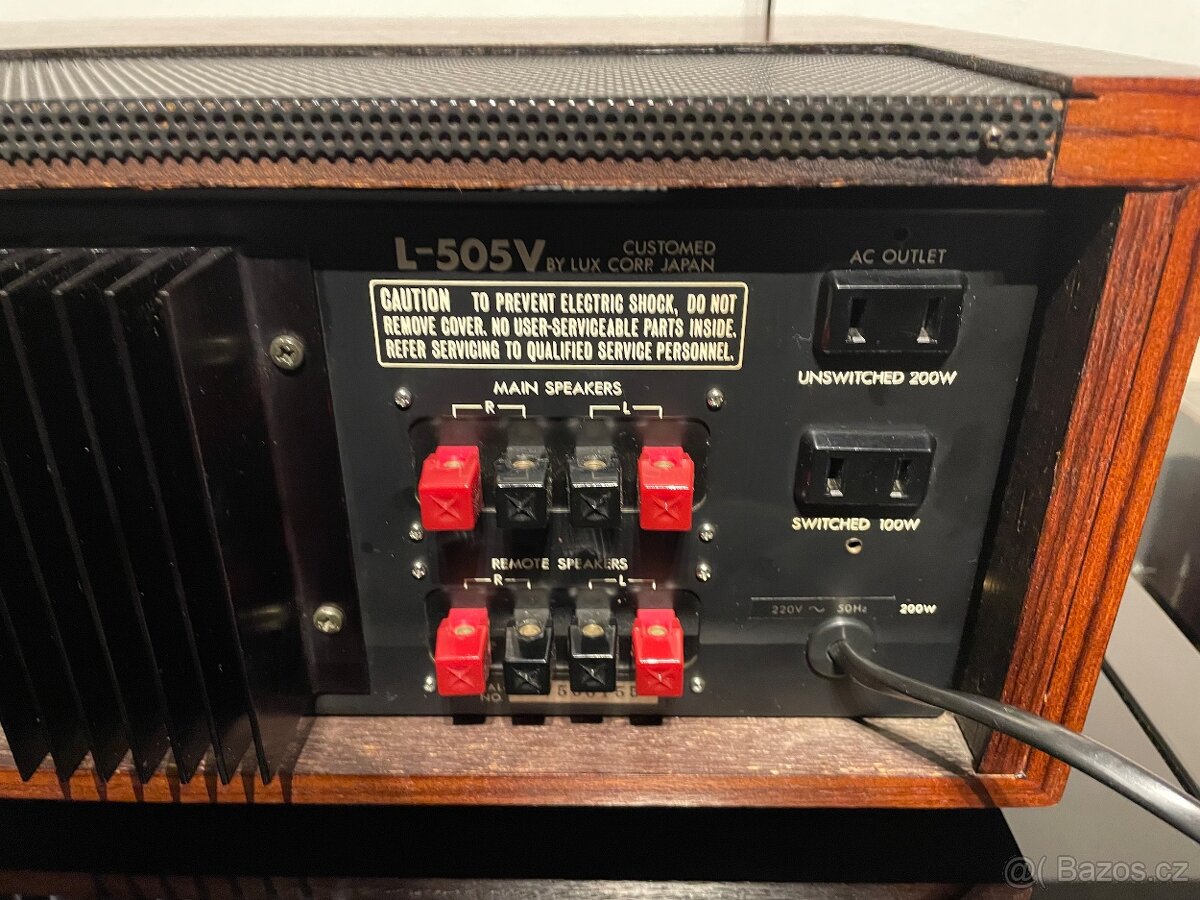 L-505V
CUSTOMED
BY LUX CORP. JAPAN
AC OUTLET
CAUTION TO PREVENT ELECTRIC SHOCK, DO NOT
REMOVE COVER. NO USER-SERVICEABLE PARTS INSIDE.
REFER SERVICING TO QUALIFIED SERVICE PERSONNEL.
UNSWITCHED 200W
MAIN SPEAKERS
R L
SWITCHED 100W
REMOTE SPEAKERS
R L
220V ~ 50Hz 200W
NO.
@( Bazos.cz